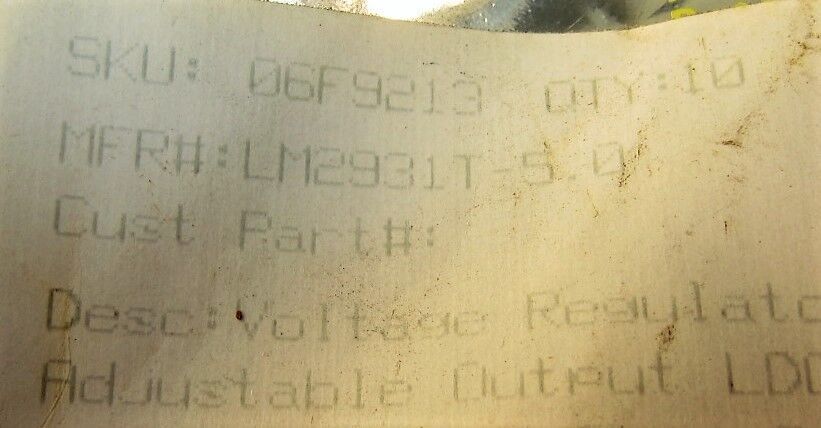 SKU: 06F9213 QTY:10
MFR#:LM2931T-5.0
Cust Part#:
Desc:Voltage Regulato
Adjustable Output LDO